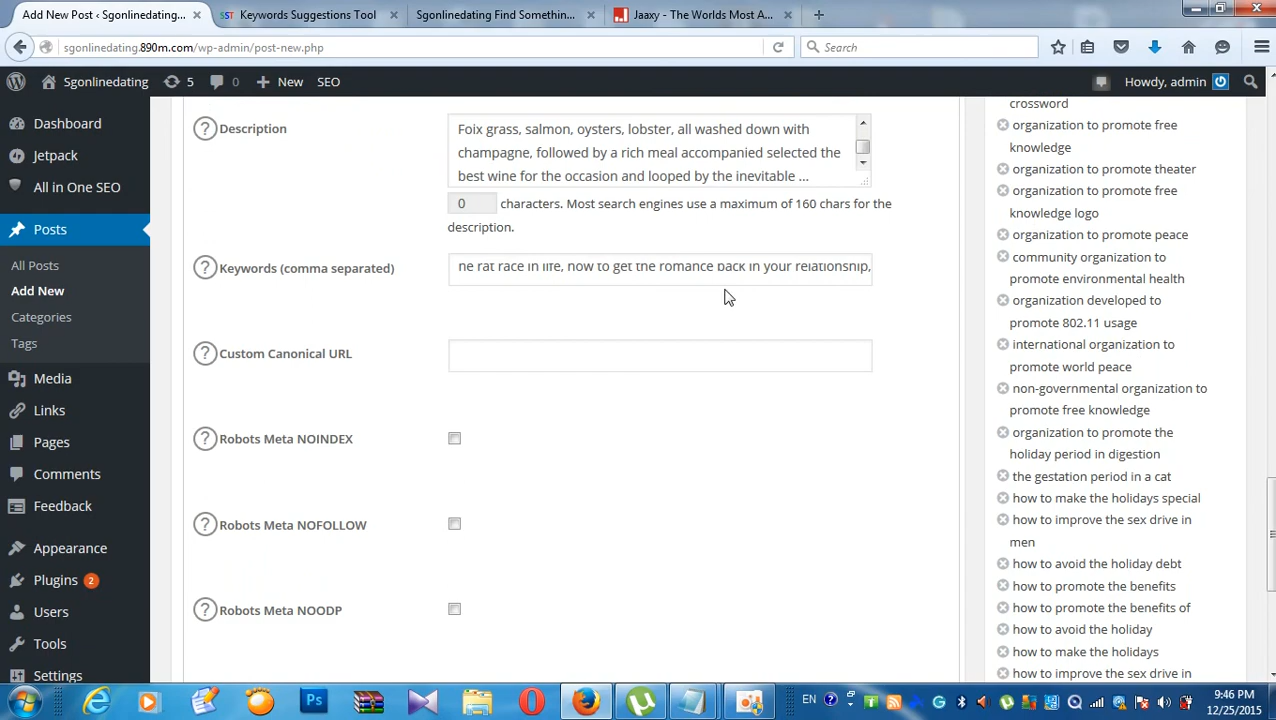 New Post ‹ Sgonlinedating....
Keywords Suggestions Tool
Sgonlinedating Find Somethin...
Jaaxy - The Worlds Most A...
sgonlinedating.890m.com/wp-admin/post-new.php
Search
Sgonlinedating
5
0
New
SEO
Howdy, admin
Dashboard
Jetpack
All in One SEO
Posts
All Posts
Add New
Categories
Tags
Media
Links
Pages
Comments
Feedback
Appearance
Plugins 2
Users
Tools
Settings
Description
Foix grass, salmon, oysters, lobster, all washed down with
champagne, followed by a rich meal accompanied selected the
best wine for the occasion and looped by the inevitable ...
0 characters. Most search engines use a maximum of 160 chars for the
description.
Keywords (comma separated)
ne rat race in life, how to get the romance back in your relationship,
Custom Canonical URL
Robots Meta NOINDEX
Robots Meta NOFOLLOW
Robots Meta NOODP
crossword
organization to promote free
knowledge
organization to promote theater
organization to promote free
knowledge logo
organization to promote peace
community organization to
promote environmental health
organization developed to
promote 802.11 usage
international organization to
promote world peace
non-governmental organization to
promote free knowledge
organization to promote the
holiday period in digestion
the gestation period in a cat
how to make the holidays special
how to improve the sex drive in
men
how to avoid the holiday debt
how to promote the benefits
how to promote the benefits of
how to avoid the holiday
how to make the holidays
how to improve the sex drive in
Ps
EN
9:46 PM
12/25/2015